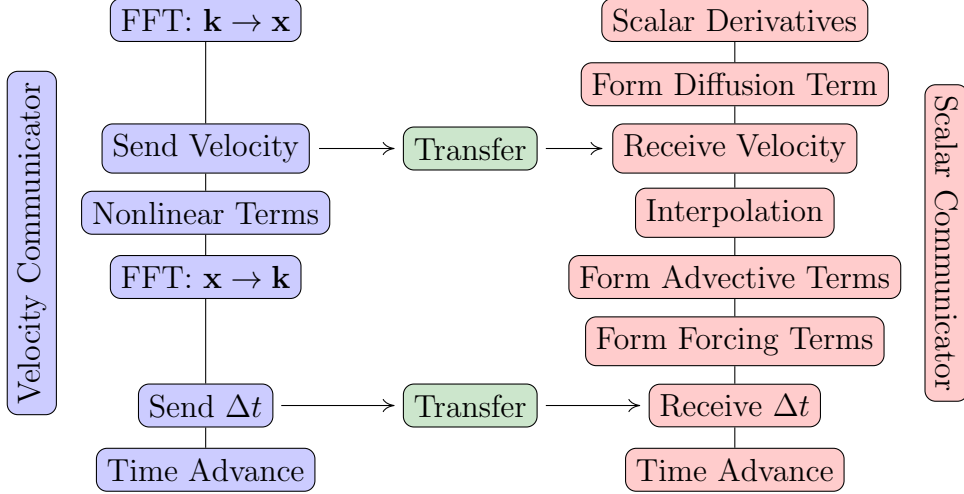 Velocity Communicator
FFT: k → x
Send Velocity
Nonlinear Terms
FFT: x → k
Send Δt
Time Advance
Transfer
Transfer
Scalar Derivatives
Form Diffusion Term
Receive Velocity
Interpolation
Form Advective Terms
Form Forcing Terms
Receive Δt
Time Advance
Scalar Communicator